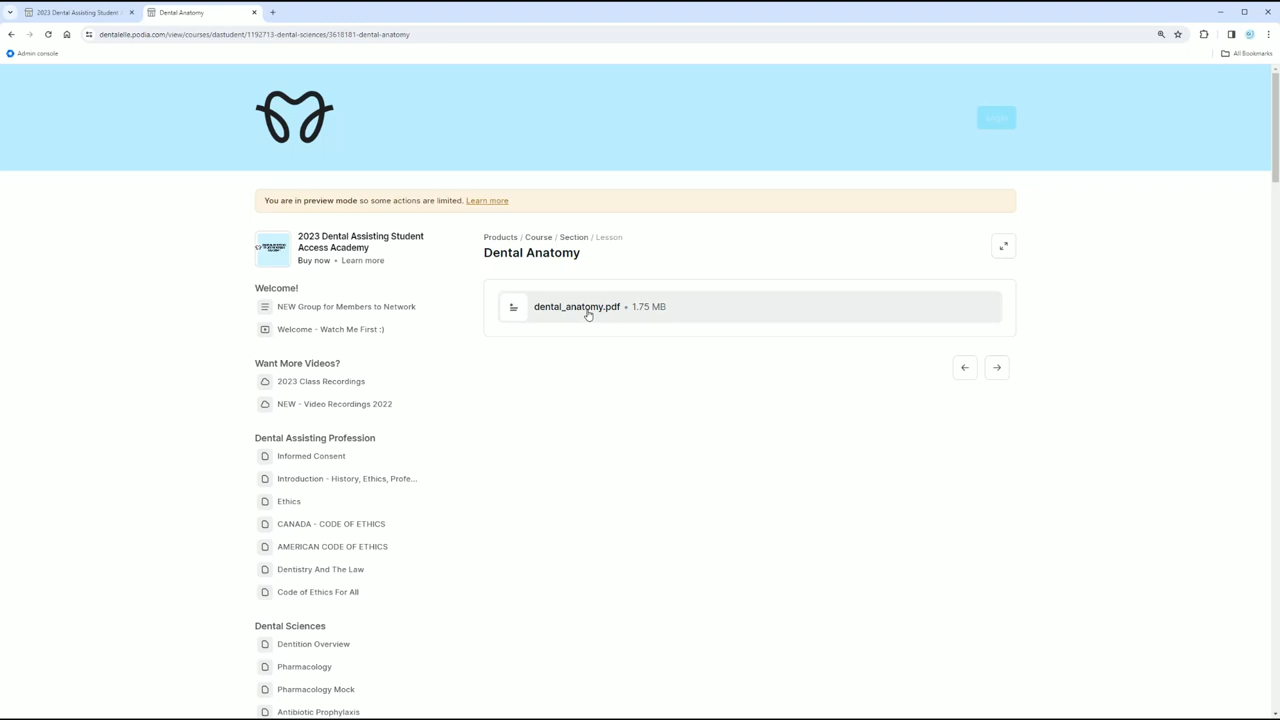 2023 Dental Assisting Student
Dental Anatomy
dentalelle.podia.com/view/courses/dastudent/1192713-dental-sciences/3618181-dental-anatomy
Admin console
All Bookmarks
Login
You are in preview mode so some actions are limited. Learn more
2023 Dental Assisting Student
Access Academy
Buy now • Learn more
Products / Course / Section / Lesson
Dental Anatomy
dental_anatomy.pdf • 1.75 MB
Welcome!
NEW Group for Members to Network
Welcome - Watch Me First :)
Want More Videos?
2023 Class Recordings
NEW - Video Recordings 2022
Dental Assisting Profession
Informed Consent
Introduction - History, Ethics, Profe...
Ethics
CANADA - CODE OF ETHICS
AMERICAN CODE OF ETHICS
Dentistry And The Law
Code of Ethics For All
Dental Sciences
Dentition Overview
Pharmacology
Pharmacology Mock
Antibiotic Prophylaxis